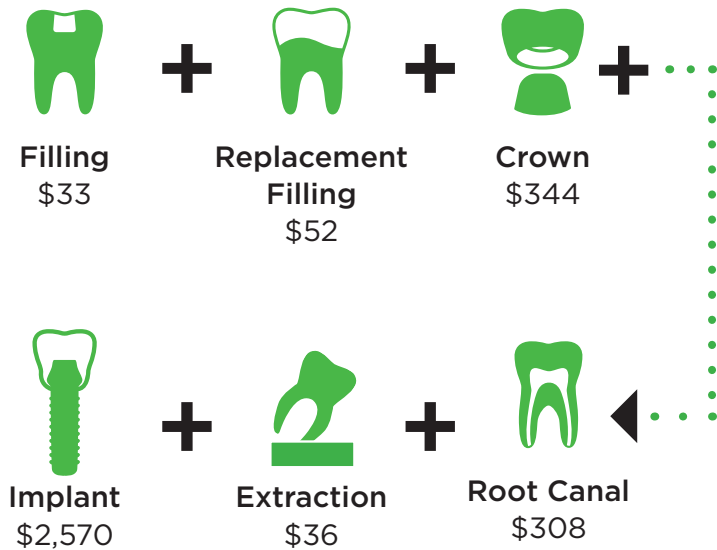 Filling
$33
Replacement
Filling
$52
Crown
$344
Implant
$2,570
Extraction
$36
Root Canal
$308